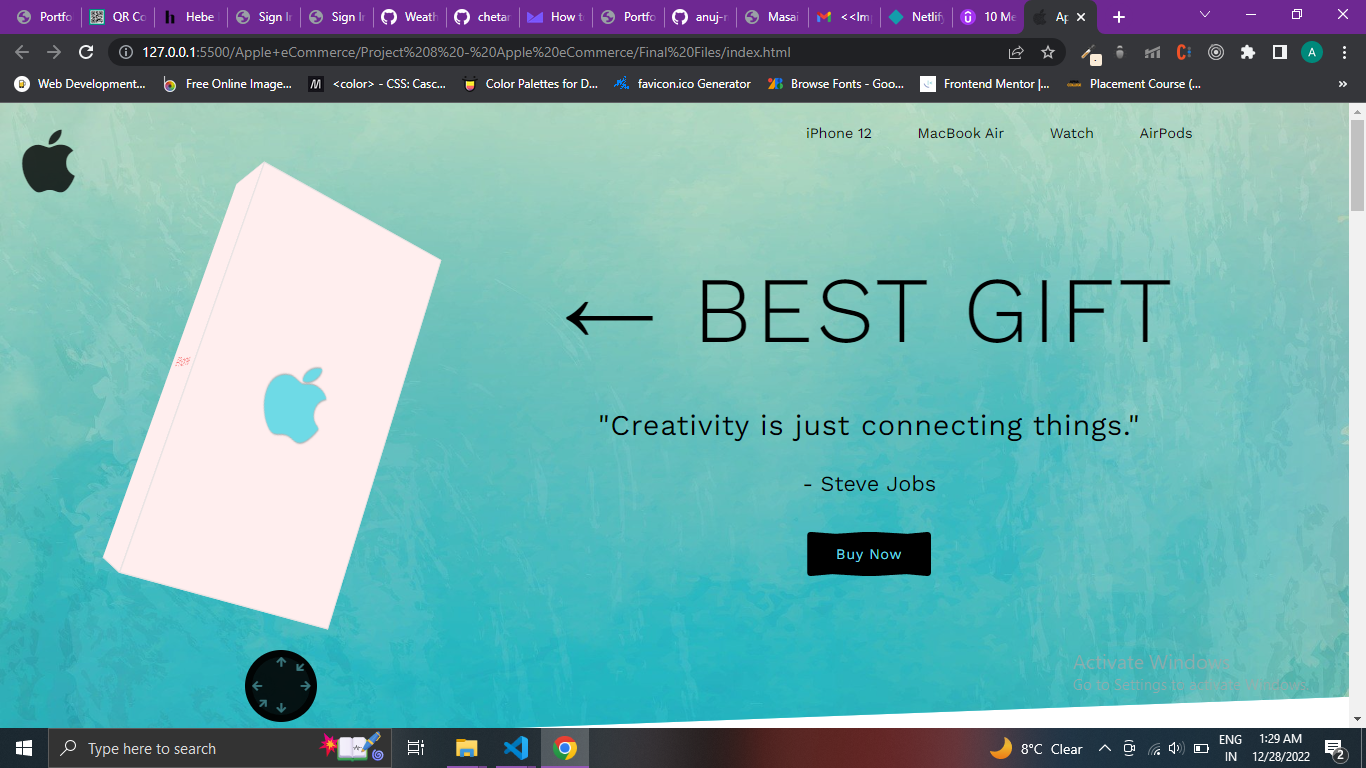 Portfo
QR Co
Hebe
Sign Ir
Sign Ir
Weath
chetar
How to
Portfo
anuj-r
Masai
<<Imp
Netlify
10 Me
Ap
127.0.0.1:5500/Apple+eCommerce/Project%208%20-%20Apple%20eCommerce/Final%20Files/index.html
A
Web Development...
Free Online Image...
<color> - CSS: Casc...
Color Palettes for D...
favicon.ico Generator
Browse Fonts - Goo...
Frontend Mentor |...
Placement Course (...
»
iPhone 12
MacBook Air
Watch
AirPods
← BEST GIFT
"Creativity is just connecting things."
- Steve Jobs
Buy Now
Activate Windows
Go to Settings to activate Windows.
Type here to search
8°C Clear
ENG
IN
1:29 AM
12/28/2022
2